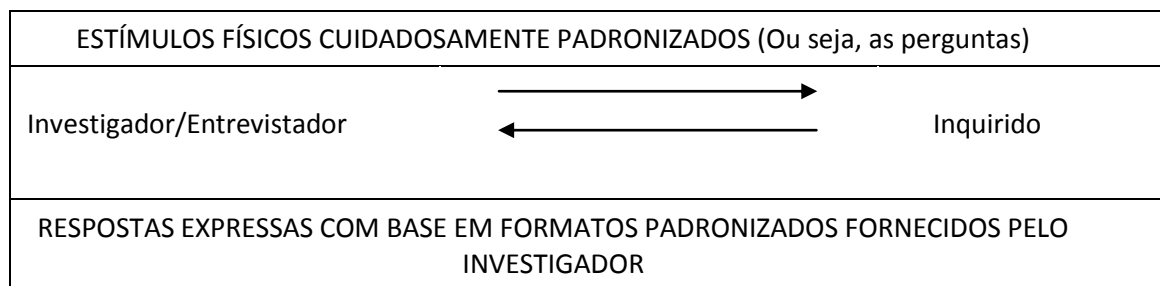 ESTÍMULOS FÍSICOS CUIDADOSAMENTE PADRONIZADOS (Ou seja, as perguntas)
Investigador/Entrevistador Inquirido
RESPOSTAS EXPRESSAS COM BASE EM FORMATOS PADRONIZADOS FORNECIDOS PELO
INVESTIGADOR